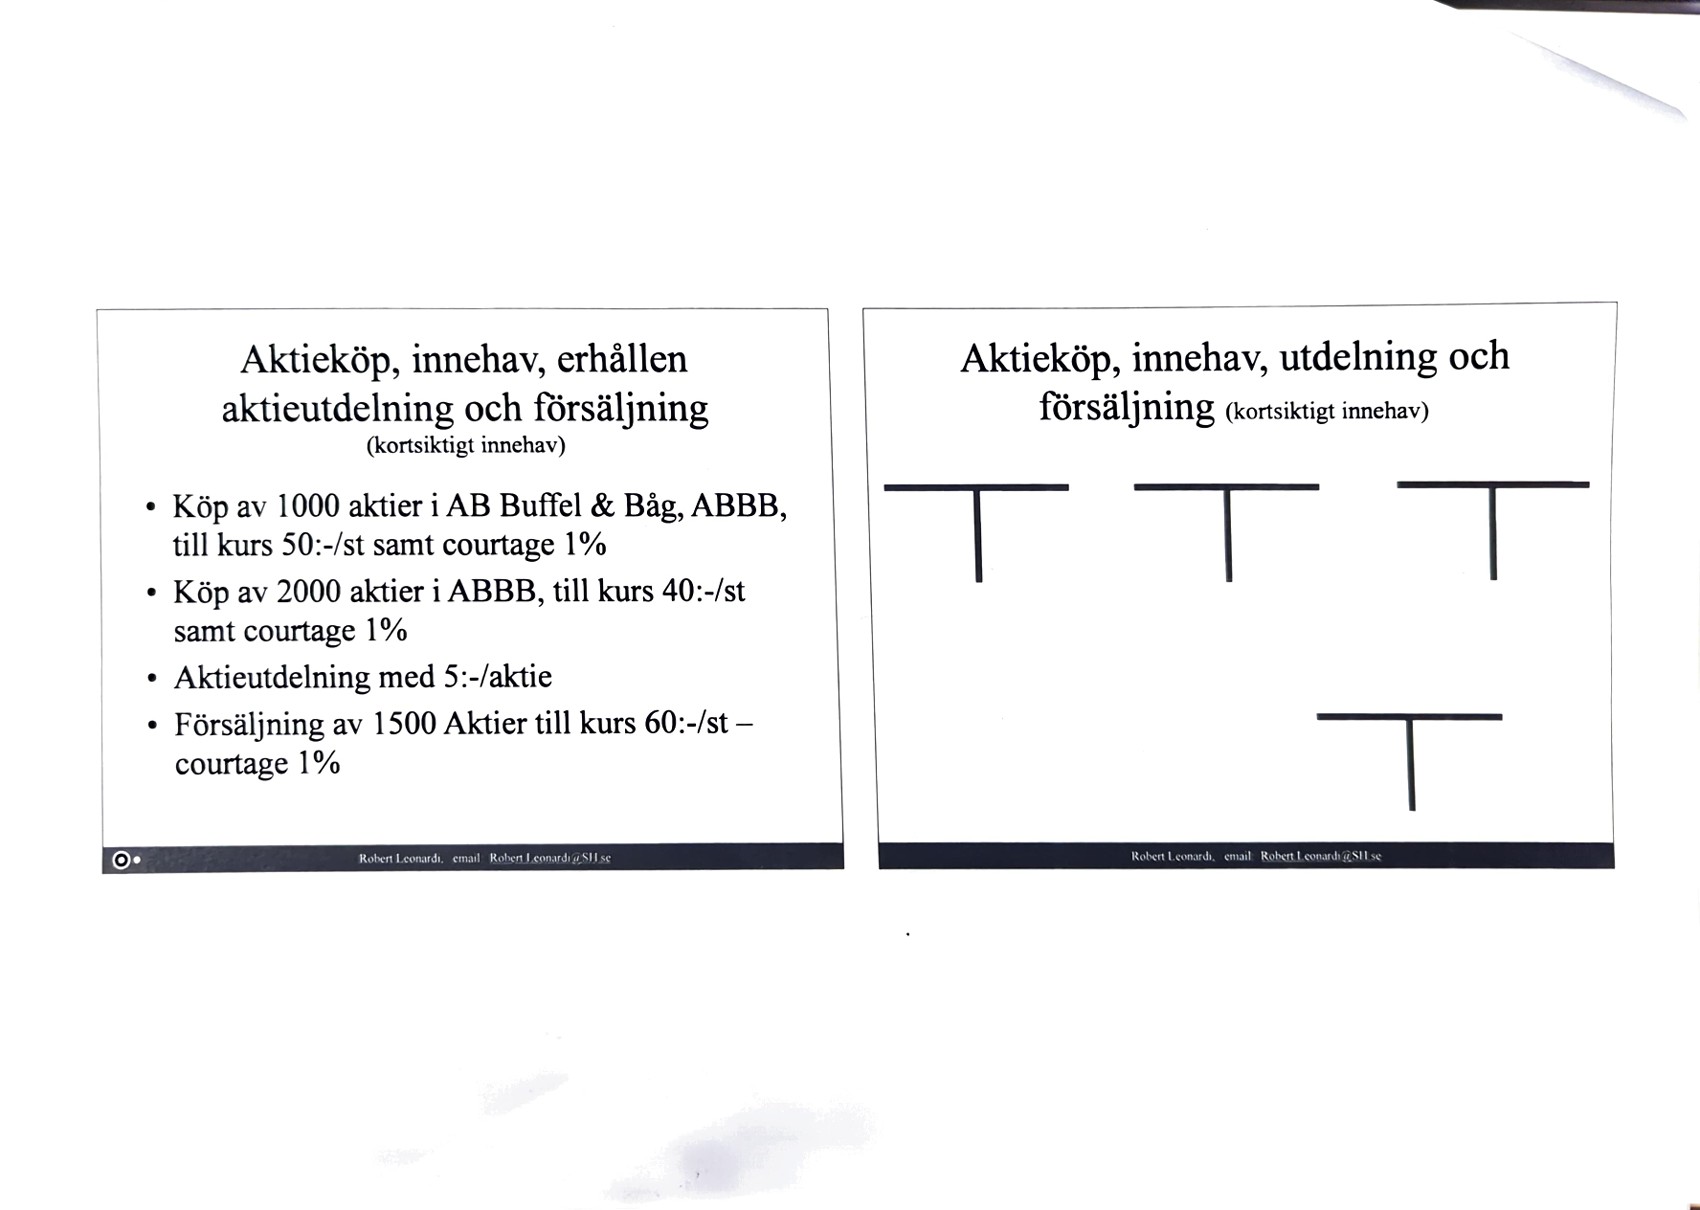 Aktieköp, innehav, erhållen
aktieutdelning och försäljning
(kortsiktigt innehav)
• Köp av 1000 aktier i AB Buffel & Båg, ABBB,
till kurs 50:-/st samt courtage 1%
• Köp av 2000 aktier i ABBB, till kurs 40:-/st
samt courtage 1%
• Aktieutdelning med 5:-/aktie
• Försäljning av 1500 Aktier till kurs 60:-/st –
courtage 1%
Robert Leonardi, email Robert.Leonardi@SH.se
Aktieköp, innehav, utdelning och
försäljning (kortsiktigt innehav)
Robert Leonardi, email Robert.Leonardi@SH.se